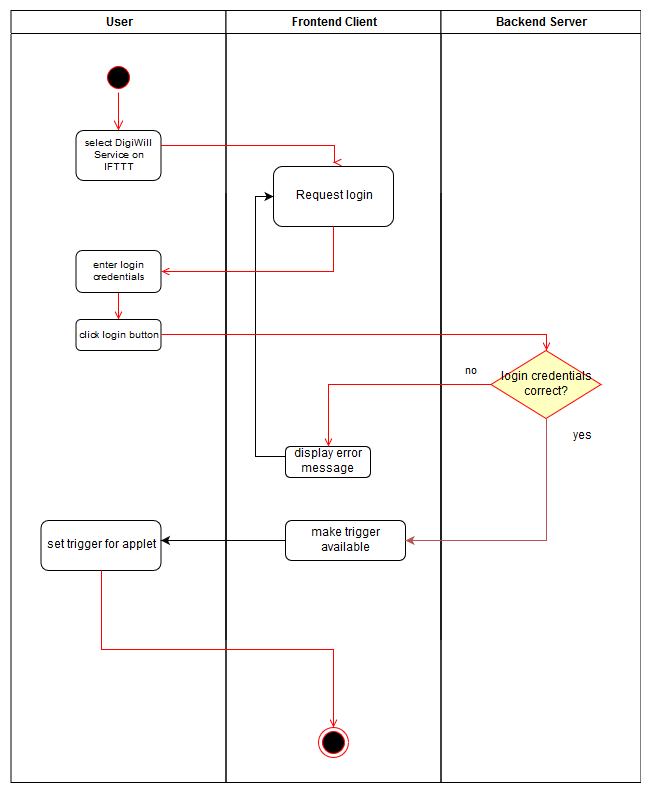 User
Frontend Client
Backend Server
select DigiWill
Service on
IFTTT
Request login
enter login
credentials
click login button
login credentials
correct?
no
yes
display error
message
make trigger
available
set trigger for applet